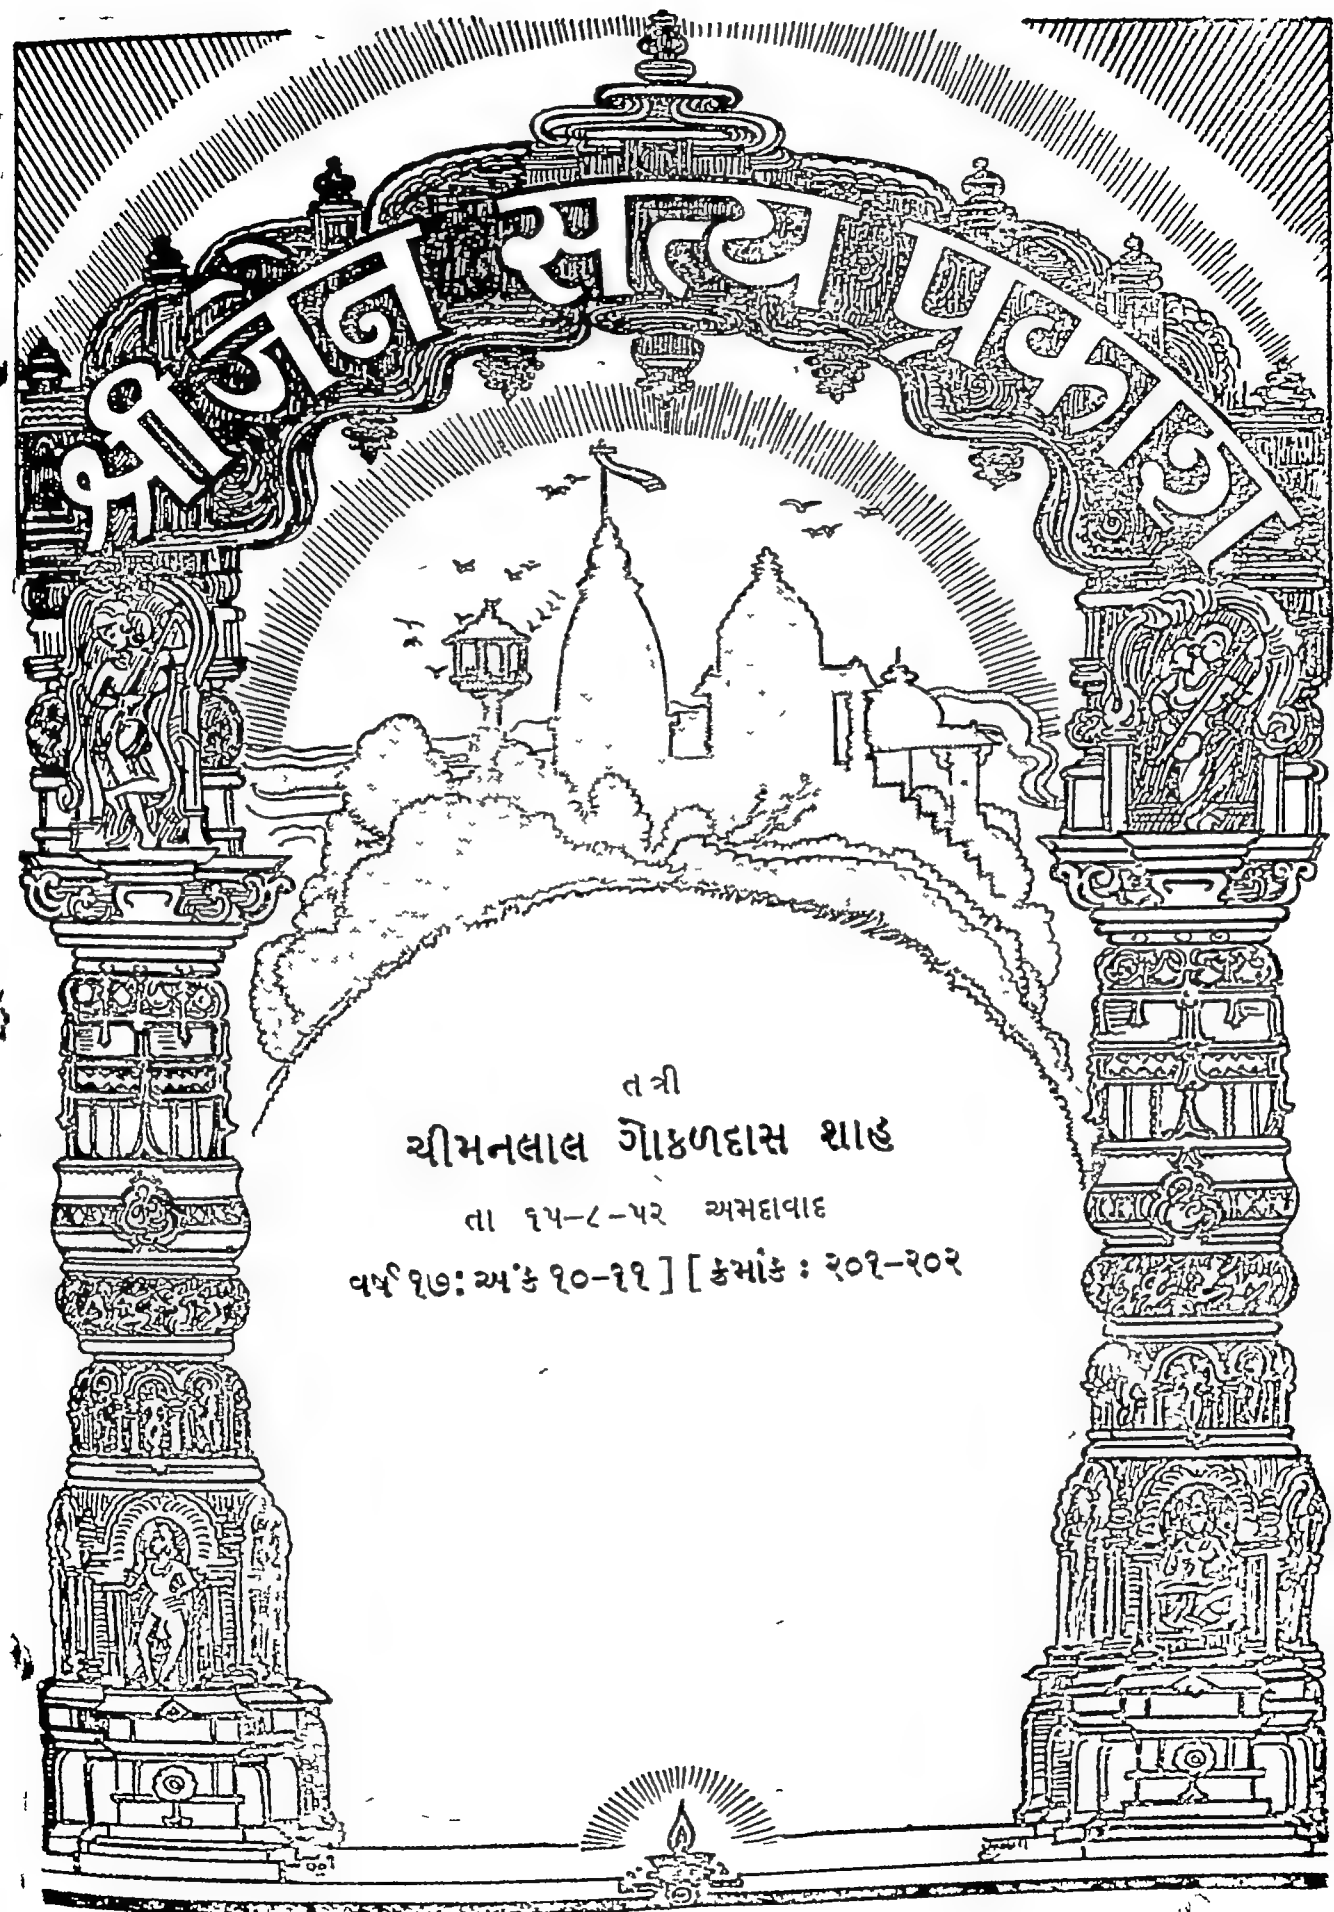 श्री जैन सत्य प्रकाश
તંત્રી
ચીમનલાલ ગોકળદાસ શાહ
તા ૧૫-૮-૫૨ અમદાવાદ
વર્ષ ૧૭ : અંક ૧૦-૧૧ ] [ ક્રમાંક : ૨૦૧-૨૦૨